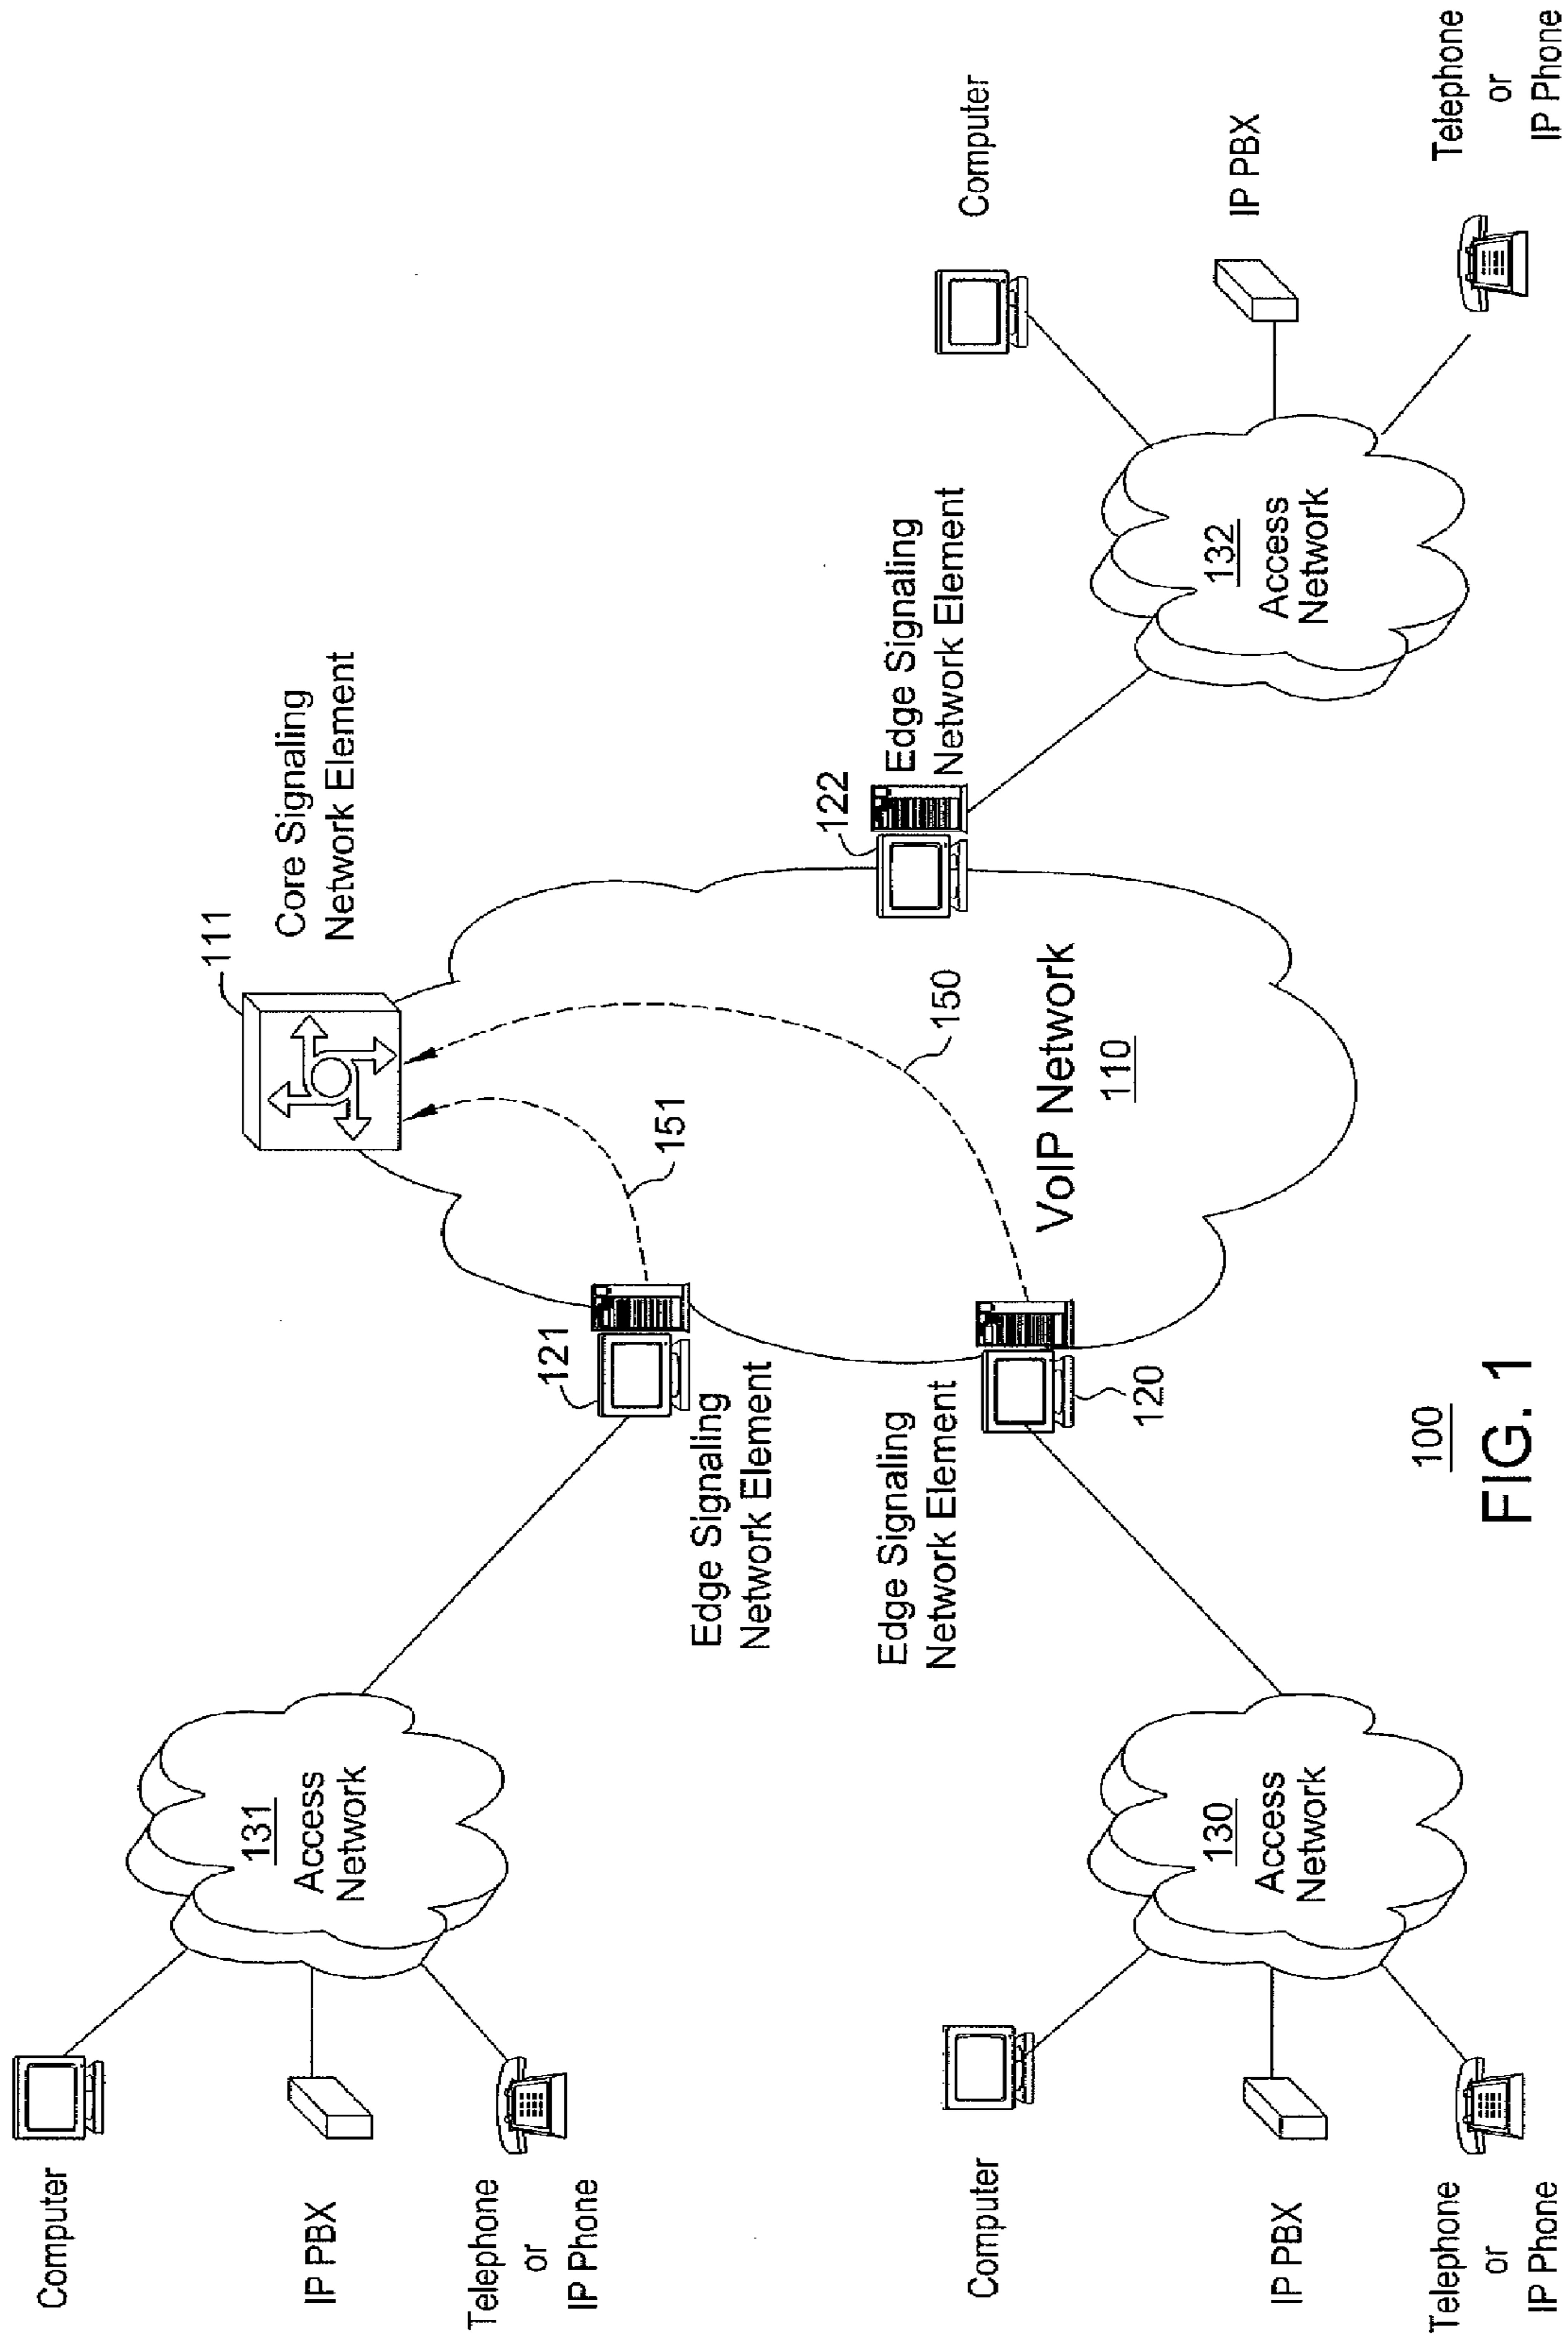 Core Signaling
Network Element
111
Computer
131
Access
Network
IP PBX
Telephone
or
IP Phone
121
Edge Signaling
Network Element
151
150
122
Edge Signaling
Network Element
Computer
IP PBX
Telephone
or
IP Phone
132
Access
Network
VoIP Network
110
Edge Signaling
Network Element
120
Computer
130
Access
Network
IP PBX
Telephone
or
IP Phone
100
FIG. 1